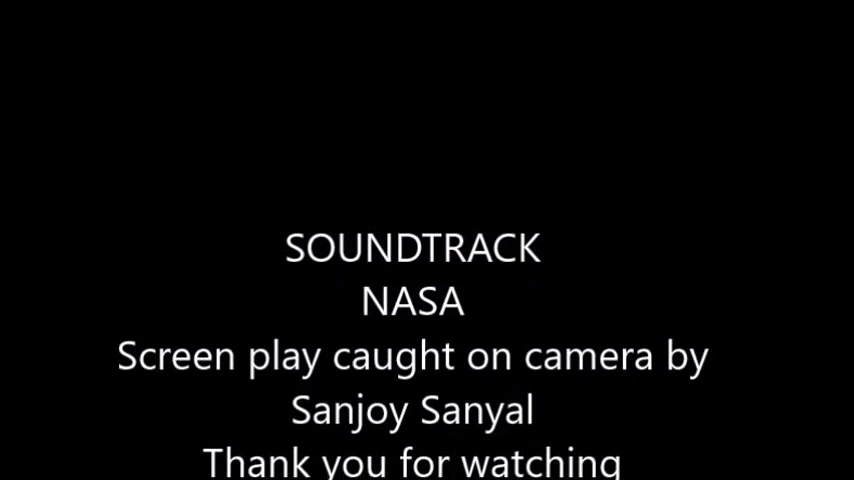 SOUNDTRACK
NASA
Screen play caught on camera by
Sanjoy Sanyal
Thank you for watching